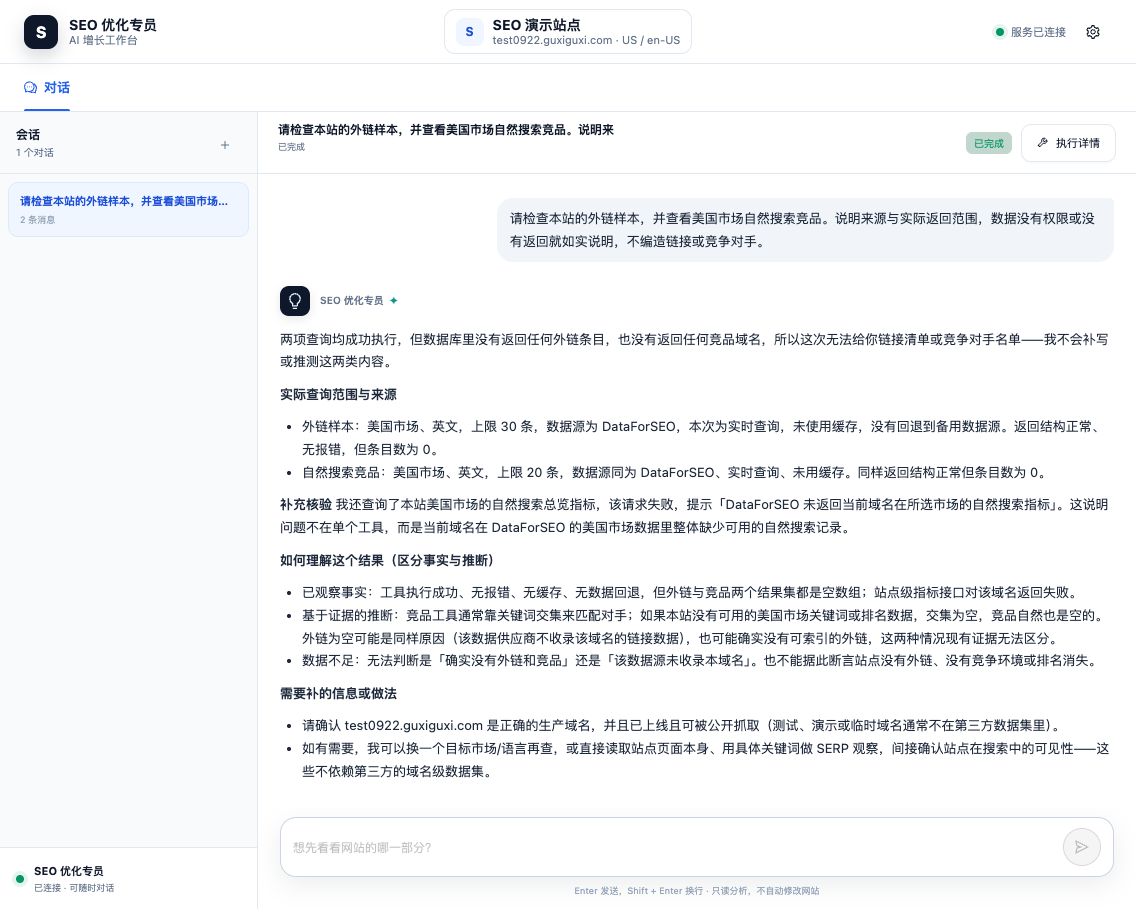 S
SEO 优化专员
AI 增长工作台
S
SEO 演示站点
test0922.guxiguxi.com · US / en-US
服务已连接
对话
会话
1 个对话
请检查本站的外链样本，并查看美国市场...
2 条消息
SEO 优化专员
已连接 · 可随时对话
请检查本站的外链样本，并查看美国市场自然搜索竞品。说明来
已完成
已完成
执行详情
请检查本站的外链样本，并查看美国市场自然搜索竞品。说明来源与实际返回范围，数据没有权限或没
有返回就如实说明，不编造链接或竞争对手。
SEO 优化专员
两项查询均成功执行，但数据库里没有返回任何外链条目，也没有返回任何竞品域名，所以这次无法给你链接清单或竞争对手名单——我不会补写
或推测这两类内容。
实际查询范围与来源
• 外链样本：美国市场、英文，上限 30 条，数据源为 DataForSEO，本次为实时查询，未使用缓存，没有回退到备用数据源。返回结构正常、
无报错，但条目数为 0。
• 自然搜索竞品：美国市场、英文，上限 20 条，数据源同为 DataForSEO、实时查询、未用缓存。同样返回结构正常但条目数为 0。
补充核验 我还查询了本站美国市场的自然搜索总览指标，该请求失败，提示「DataForSEO 未返回当前域名在所选市场的自然搜索指标」。这说明
问题不在单个工具，而是当前域名在 DataForSEO 的美国市场数据里整体缺少可用的自然搜索记录。
如何理解这个结果（区分事实与推断）
• 已观察事实：工具执行成功、无报错、无缓存、无数据回退，但外链与竞品两个结果集都是空数组；站点级指标接口对该域名返回失败。
• 基于证据的推断：竞品工具通常靠关键词交集来匹配对手；如果本站没有可用的美国市场关键词或排名数据，交集为空，竞品自然也是空的。
外链为空可能是同样原因（该数据供应商不收录该域名的链接数据），也可能确实没有可索引的外链，这两种情况现有证据无法区分。
• 数据不足：无法判断是「确实没有外链和竞品」还是「该数据源未收录本域名」。也不能据此断言站点没有外链、没有竞争环境或排名消失。
需要补的信息或做法
• 请确认 test0922.guxiguxi.com 是正确的生产域名，并且已上线且可被公开抓取（测试、演示或临时域名通常不在第三方数据集里）。
• 如有需要，我可以换一个目标市场/语言再查，或直接读取站点页面本身、用具体关键词做 SERP 观察，间接确认站点在搜索中的可见性——这
些不依赖第三方的域名级数据集。
想先看看网站的哪一部分?
Enter 发送，Shift + Enter 换行 · 只读分析，不自动修改网站